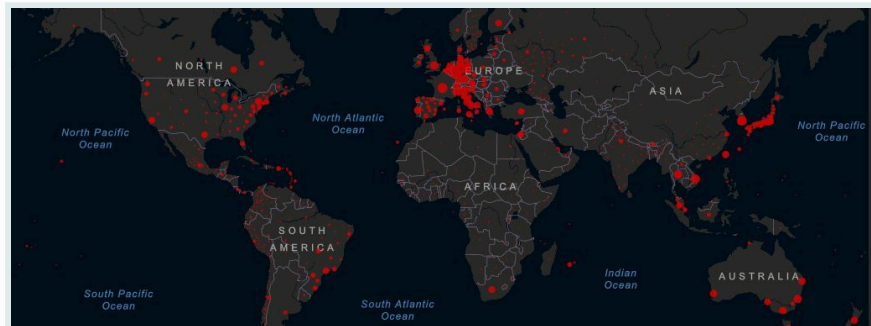 NORTH
AMERICA
EUROPE
ASIA
North Pacific
Ocean
North Atlantic
Ocean
North Pacific
Ocean
AFRICA
SOUTH
AMERICA
Indian
Ocean
AUSTRALIA
South Pacific
Ocean
South Atlantic
Ocean